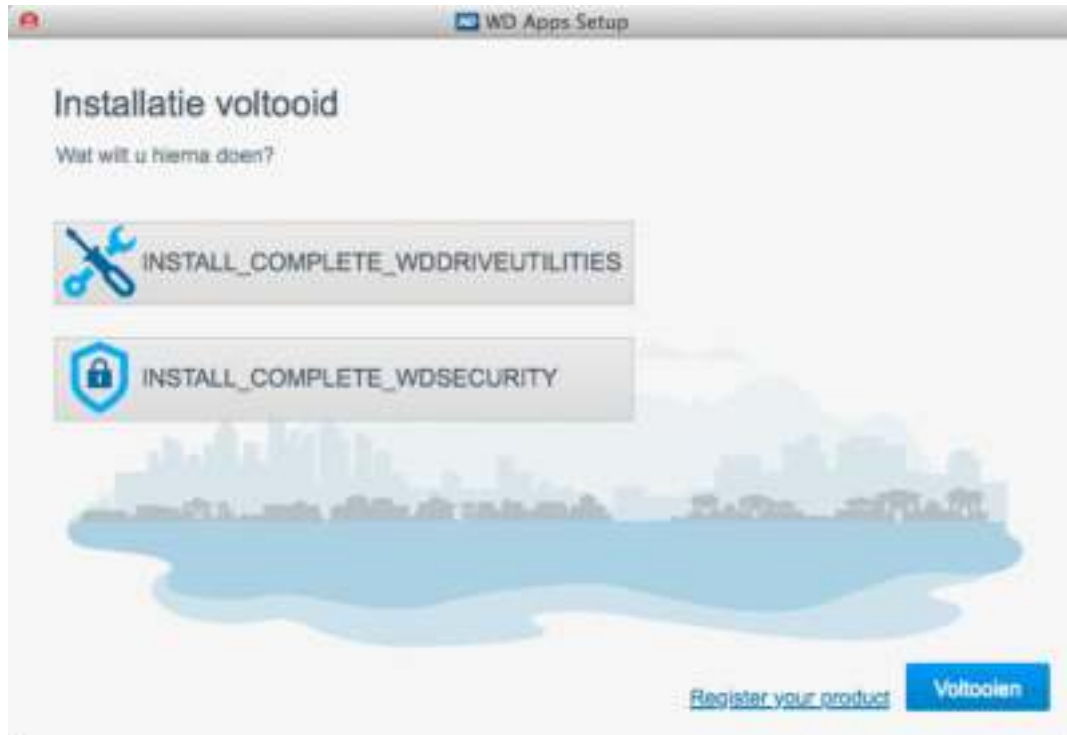 WD Apps Setup
Installatie voltooid
Wat wilt u hierna doen?
INSTALL_COMPLETE_WDDRIVEUTILITIES
INSTALL_COMPLETE_WDSECURITY
Register your product
Voltooien